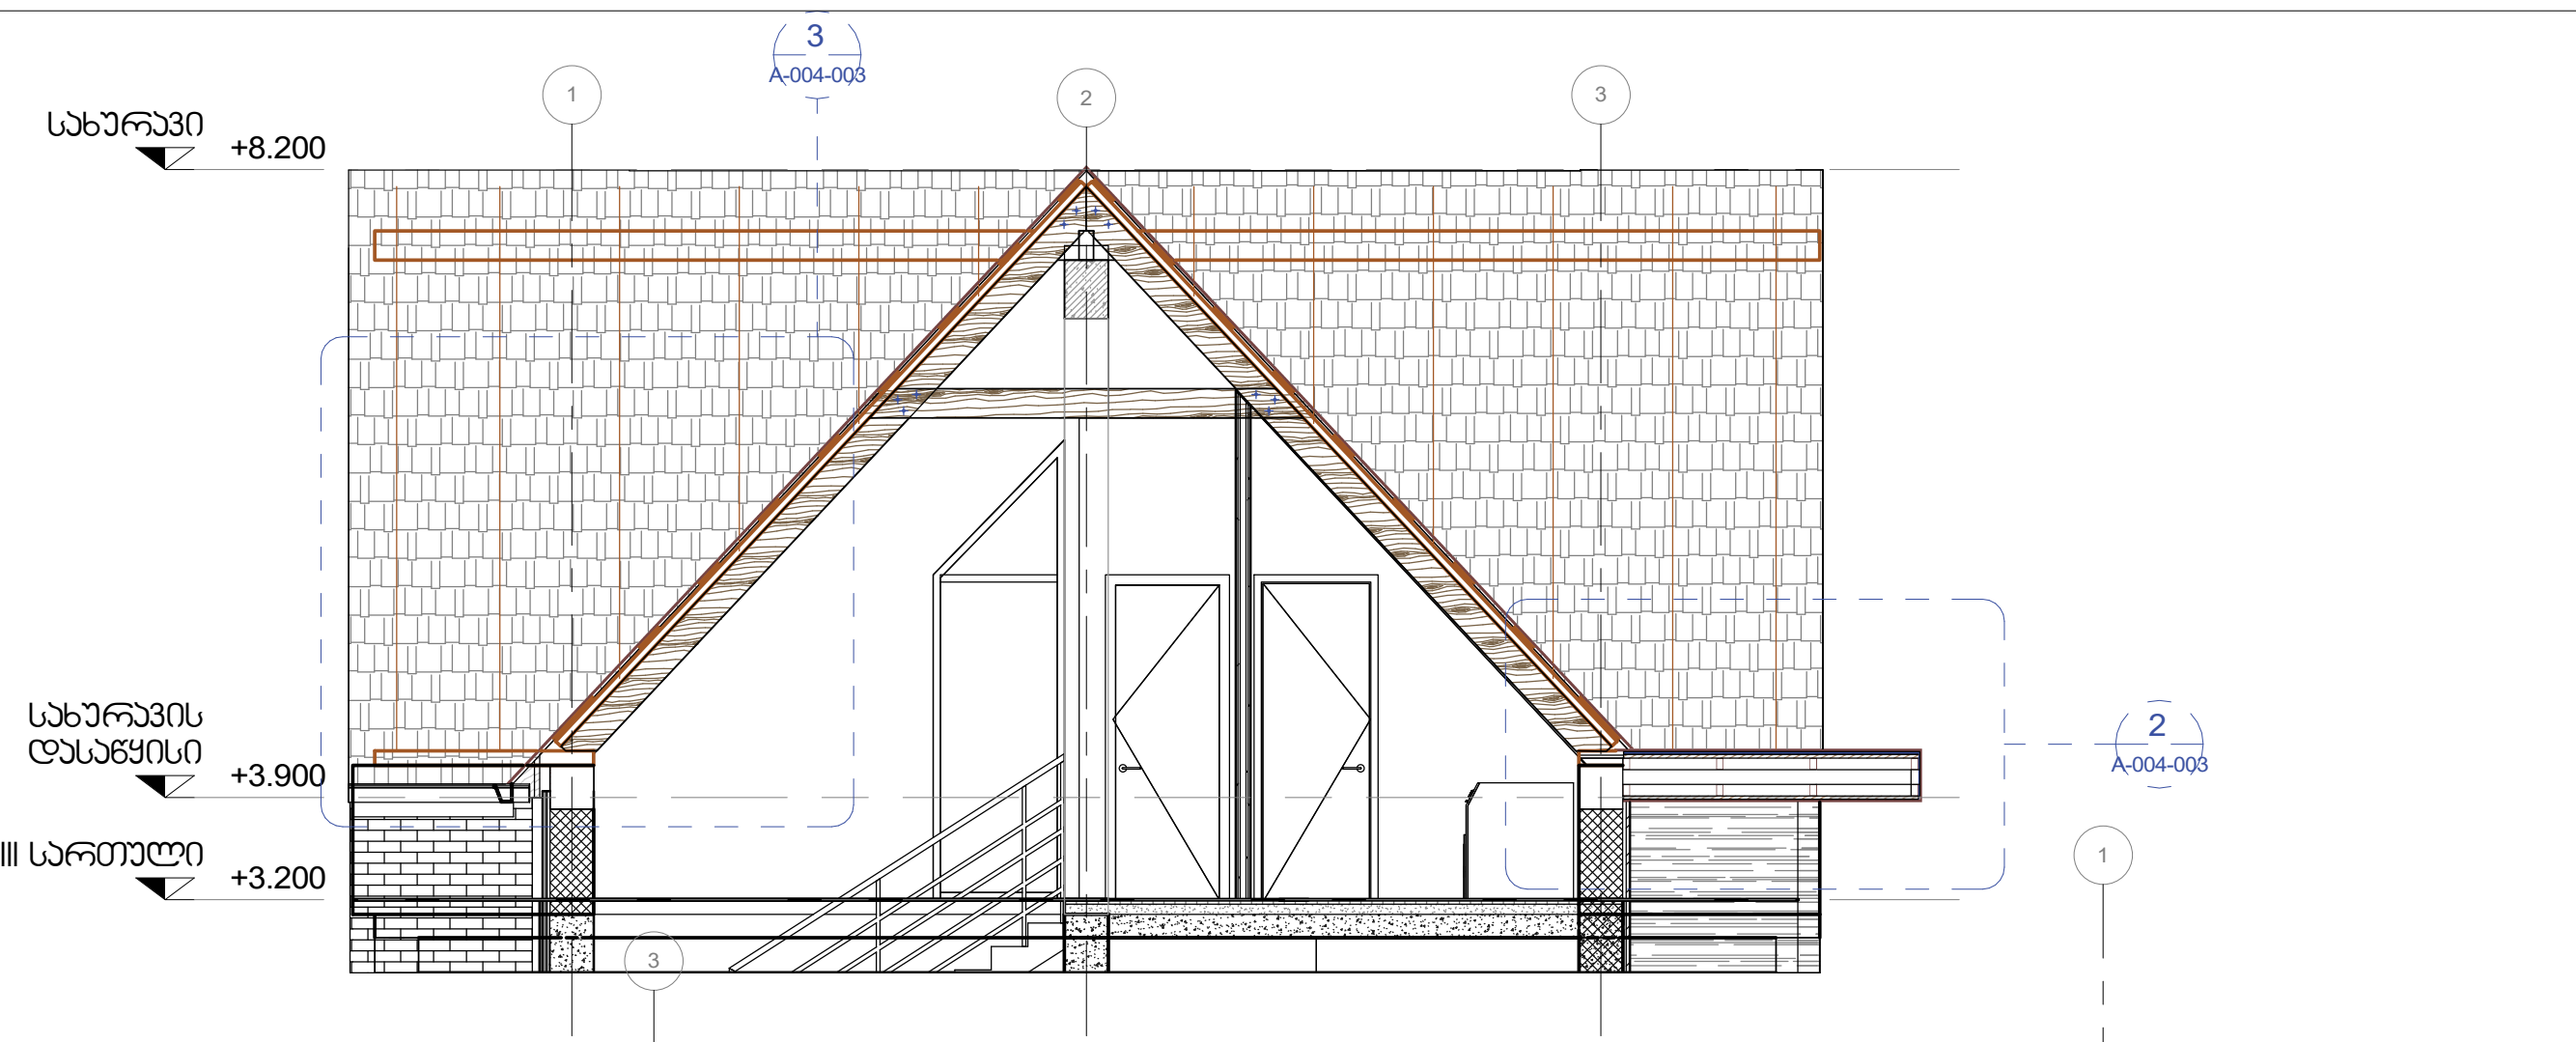 3
A-004-003
1
2
3
სახურავი
+8.200
სახურავის
დასაწყისი
+3.900
2
A-004-003
III სართული
+3.200
1
3